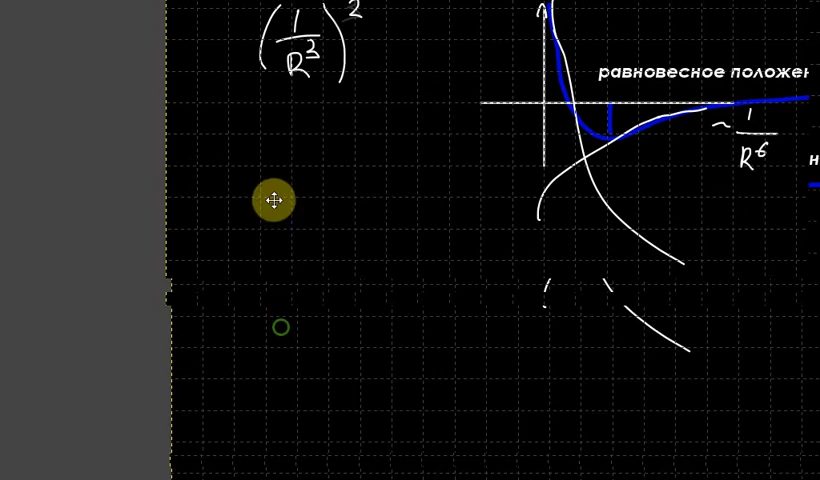 (1/R³)²
равновесное положен
~ 1/R⁶
н